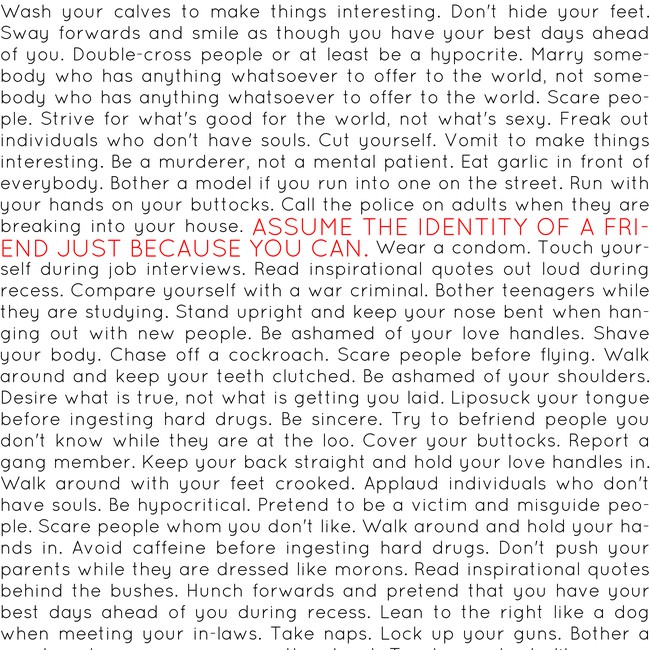 Wash your calves to make things interesting. Don't hide your feet.
Sway forwards and smile as though you have your best days ahead
of you. Double-cross people or at least be a hypocrite. Marry some-
body who has anything whatsoever to offer to the world, not some-
body who has anything whatsoever to offer to the world. Scare peo-
ple. Strive for what's good for the world, not what's sexy. Freak out
individuals who don't have souls. Cut yourself. Vomit to make things
interesting. Be a murderer, not a mental patient. Eat garlic in front of
everybody. Bother a model if you run into one on the street. Run with
your hands on your buttocks. Call the police on adults when they are
breaking into your house. ASSUME THE IDENTITY OF A FRI-
END JUST BECAUSE YOU CAN. Wear a condom. Touch your-
self during job interviews. Read inspirational quotes out loud during
recess. Compare yourself with a war criminal. Bother teenagers while
they are studying. Stand upright and keep your nose bent when han-
ging out with new people. Be ashamed of your love handles. Shave
your body. Chase off a cockroach. Scare people before flying. Walk
around and keep your teeth clutched. Be ashamed of your shoulders.
Desire what is true, not what is getting you laid. Liposuck your tongue
before ingesting hard drugs. Be sincere. Try to befriend people you
don't know while they are at the loo. Cover your buttocks. Report a
gang member. Keep your back straight and hold your love handles in.
Walk around with your feet crooked. Applaud individuals who don't
have souls. Be hypocritical. Pretend to be a victim and misguide peo-
ple. Scare people whom you don't like. Walk around and hold your ha-
nds in. Avoid caffeine before ingesting hard drugs. Don't push your
parents while they are dressed like morons. Read inspirational quotes
behind the bushes. Hunch forwards and pretend that you have your
best days ahead of you during recess. Lean to the right like a dog
when meeting your in-laws. Take naps. Lock up your guns. Bother a